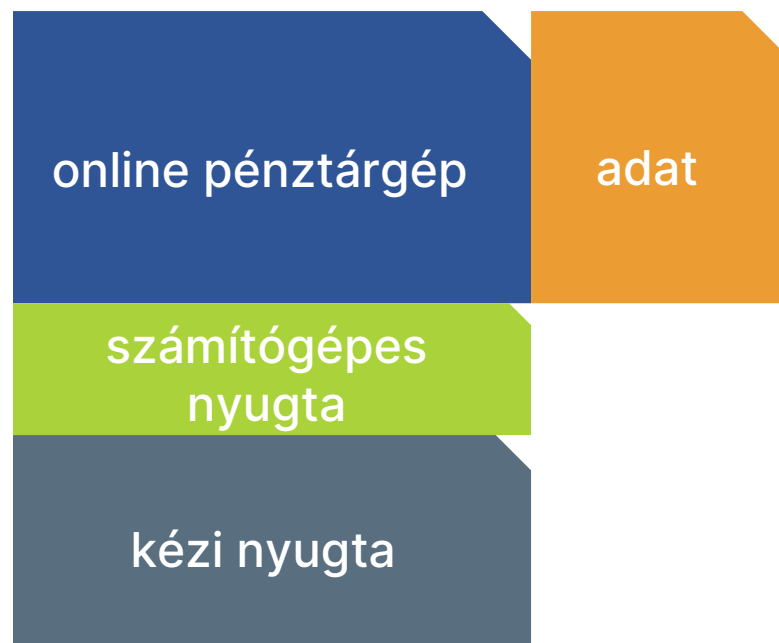 online pénztárgép
adat
számítógépes
nyugta
kézi nyugta